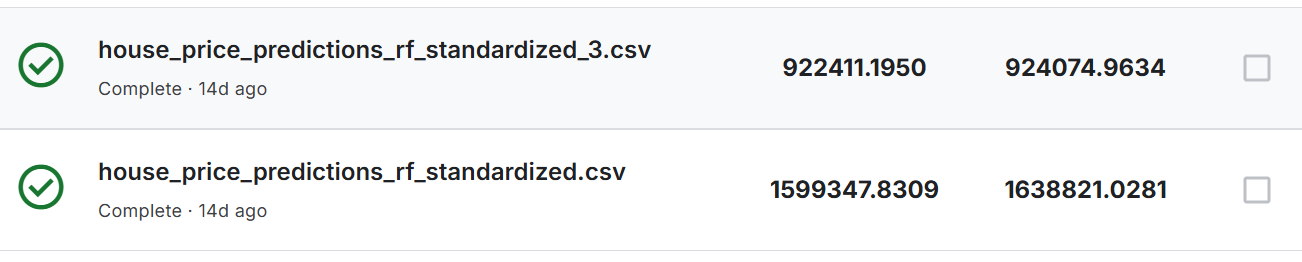 house_price_predictions_rf_standardized_3.csv
922411.1950
924074.9634
Complete · 14d ago
house_price_predictions_rf_standardized.csv
1599347.8309
1638821.0281
Complete · 14d ago